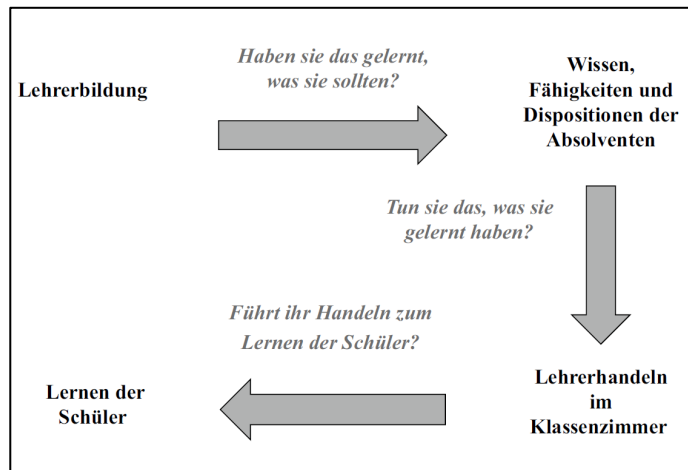 Lehrerbildung
Haben sie das gelernt,
was sie sollten?
Wissen,
Fähigkeiten und
Dispositionen der
Absolventen
Tun sie das, was sie
gelernt haben?
Lehrerhandeln
im
Klassenzimmer
Führt ihr Handeln zum
Lernen der Schüler?
Lernen der
Schüler